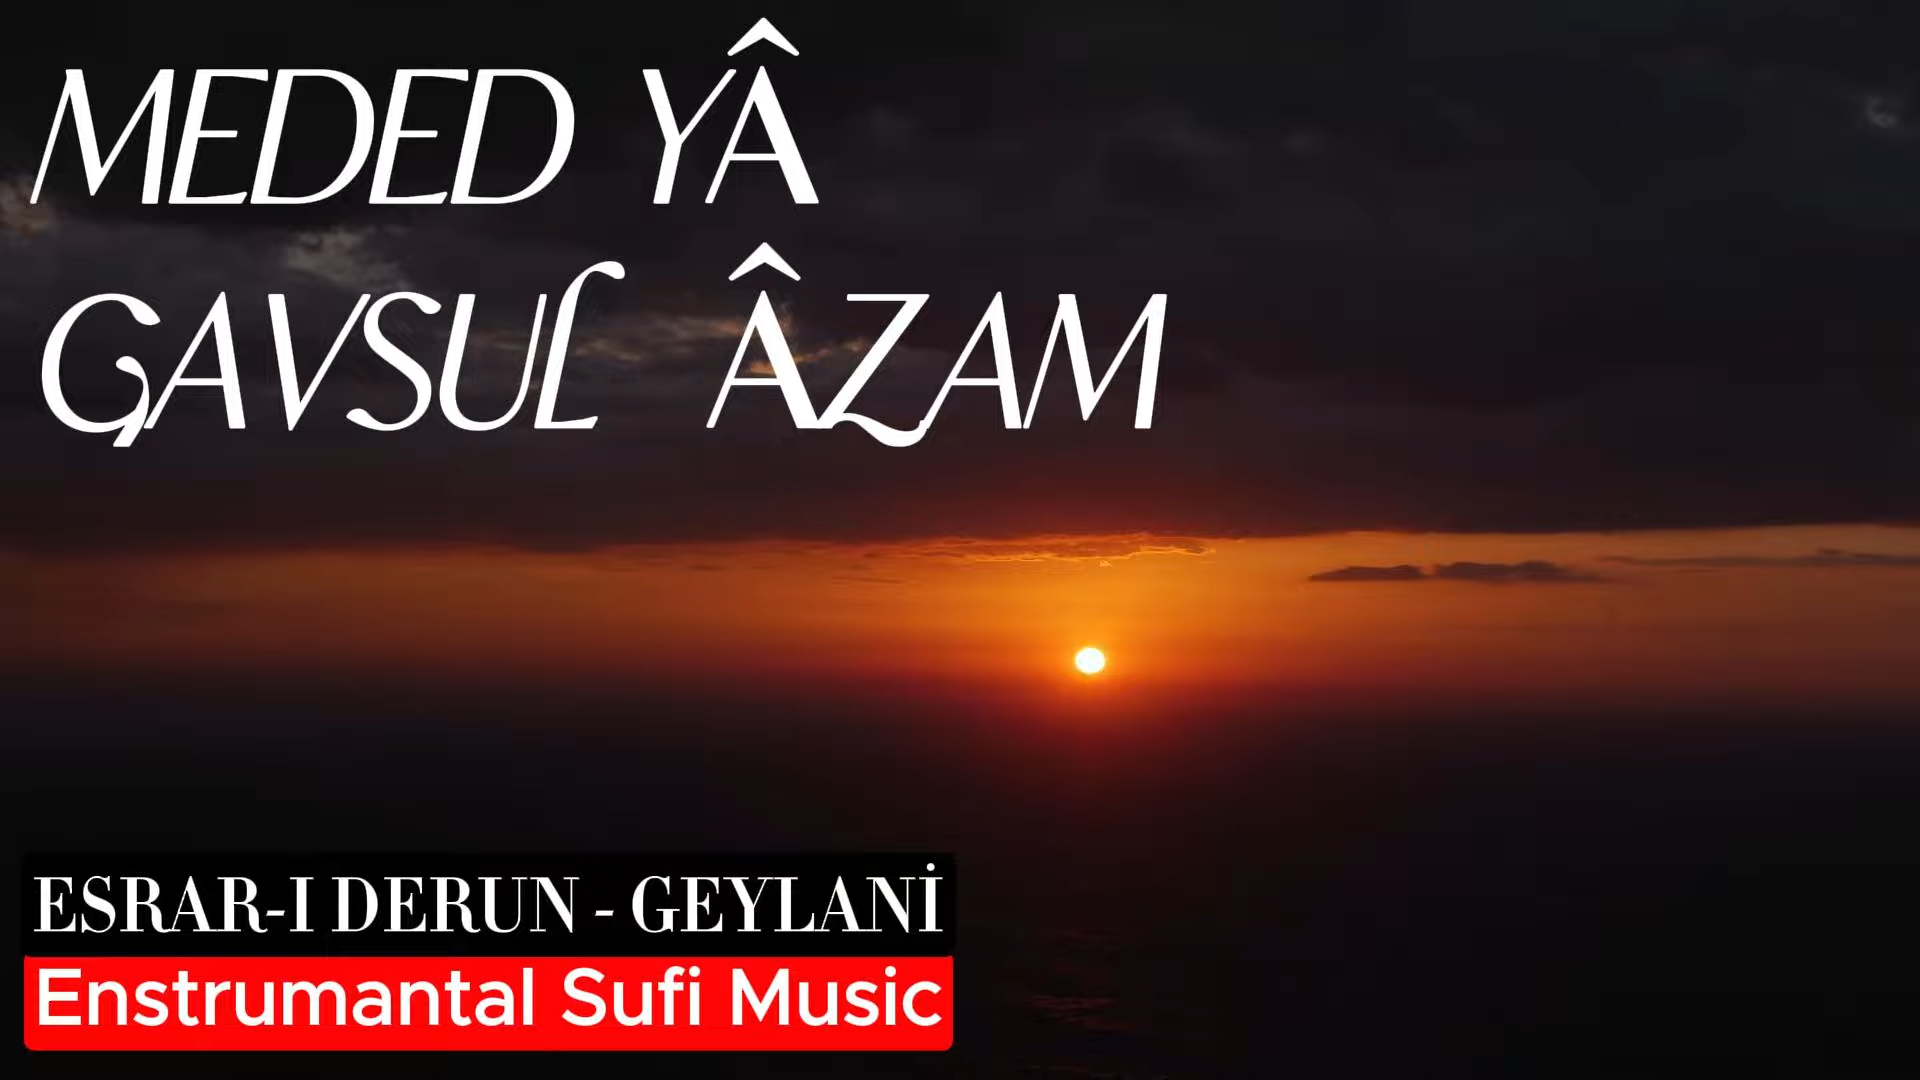 MEDED YÂ
GAVSUL ÂZAM
ESRAR-I DERUN - GEYLANİ
Enstrumantal Sufi Music